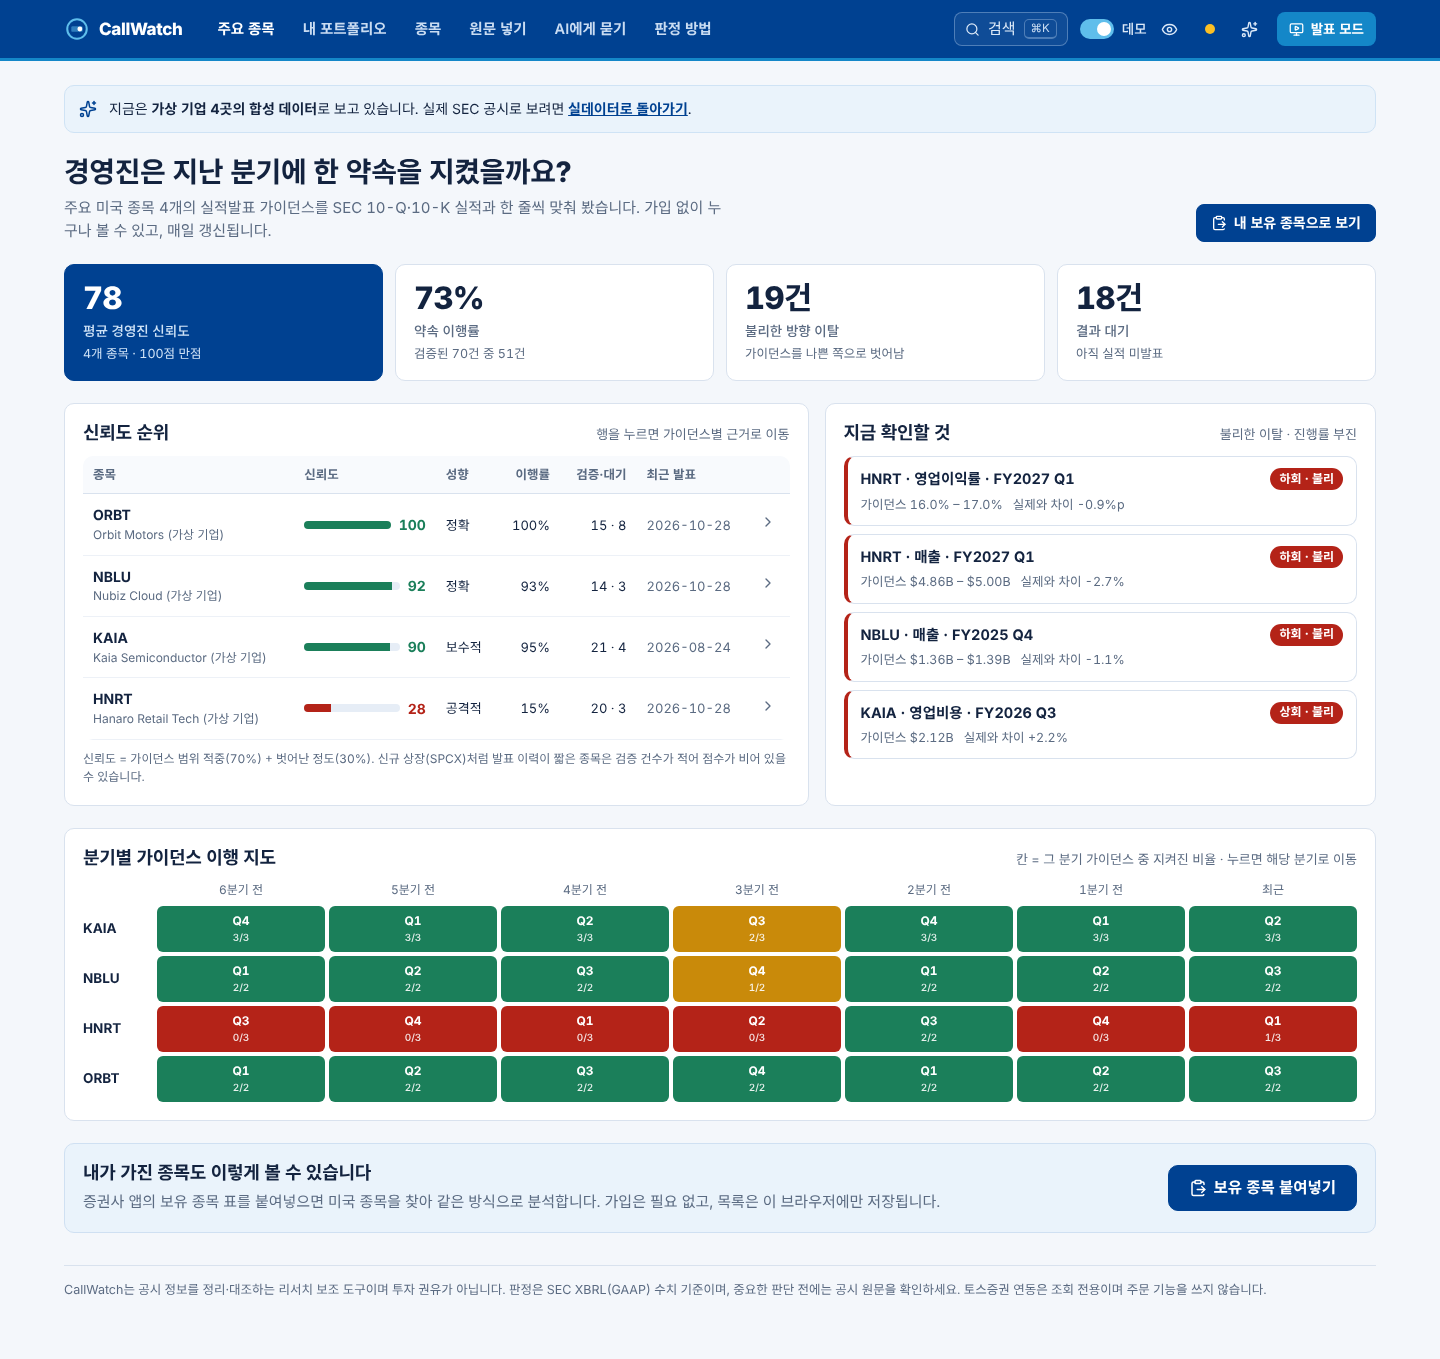 CallWatch 주요 종목 내 포트폴리오 종목 원문 넣기 AI에게 묻기 판정 방법 검색 ⌘K 데모 발표 모드
지금은 가상 기업 4곳의 합성 데이터로 보고 있습니다. 실제 SEC 공시로 보려면 실데이터로 돌아가기.
경영진은 지난 분기에 한 약속을 지켰을까요?
주요 미국 종목 4개의 실적발표 가이던스를 SEC 10-Q·10-K 실적과 한 줄씩 맞춰 봤습니다. 가입 없이 누
구나 볼 수 있고, 매일 갱신됩니다.
내 보유 종목으로 보기
78
평균 경영진 신뢰도
4개 종목 · 100점 만점
73%
약속 이행률
검증된 70건 중 51건
19건
불리한 방향 이탈
가이던스를 나쁜 쪽으로 벗어남
18건
결과 대기
아직 실적 미발표
신뢰도 순위 행을 누르면 가이던스별 근거로 이동
종목 신뢰도 성향 이행률 검증·대기 최근 발표
ORBT
Orbit Motors (가상 기업)
100 정확 100% 15 · 8 2026-10-28
NBLU
Nubiz Cloud (가상 기업)
92 정확 93% 14 · 3 2026-10-28
KAIA
Kaia Semiconductor (가상 기업)
90 보수적 95% 21 · 4 2026-08-24
HNRT
Hanaro Retail Tech (가상 기업)
28 공격적 15% 20 · 3 2026-10-28
신뢰도 = 가이던스 범위 적중(70%) + 벗어난 정도(30%). 신규 상장(SPCX)처럼 발표 이력이 짧은 종목은 검증 건수가 적어 점수가 비어 있을
수 있습니다.
지금 확인할 것 불리한 이탈 · 진행률 부진
HNRT · 영업이익률 · FY2027 Q1 하회 · 불리
가이던스 16.0% – 17.0% 실제와 차이 -0.9%p
HNRT · 매출 · FY2027 Q1 하회 · 불리
가이던스 $4.86B – $5.00B 실제와 차이 -2.7%
NBLU · 매출 · FY2025 Q4 하회 · 불리
가이던스 $1.36B – $1.39B 실제와 차이 -1.1%
KAIA · 영업비용 · FY2026 Q3 상회 · 불리
가이던스 $2.12B 실제와 차이 +2.2%
분기별 가이던스 이행 지도 칸 = 그 분기 가이던스 중 지켜진 비율 · 누르면 해당 분기로 이동
6분기 전 5분기 전 4분기 전 3분기 전 2분기 전 1분기 전 최근
KAIA
Q4 Q1 Q2 Q3 Q4 Q1 Q2
3/3 3/3 3/3 2/3 3/3 3/3 3/3
NBLU
Q1 Q2 Q3 Q4 Q1 Q2 Q3
2/2 2/2 2/2 1/2 2/2 2/2 2/2
HNRT
Q3 Q4 Q1 Q2 Q3 Q4 Q1
0/3 0/3 0/3 0/3 2/2 0/3 1/3
ORBT
Q1 Q2 Q3 Q4 Q1 Q2 Q3
2/2 2/2 2/2 2/2 2/2 2/2 2/2
내가 가진 종목도 이렇게 볼 수 있습니다
증권사 앱의 보유 종목 표를 붙여넣으면 미국 종목을 찾아 같은 방식으로 분석합니다. 가입은 필요 없고, 목록은 이 브라우저에만 저장됩니다.
보유 종목 붙여넣기
CallWatch는 공시 정보를 정리·대조하는 리서치 보조 도구이며 투자 권유가 아닙니다. 판정은 SEC XBRL(GAAP) 수치 기준이며, 중요한 판단 전에는 공시 원문을 확인하세요. 토스증권 연동은 조회 전용이며 주문 기능을 쓰지 않습니다.